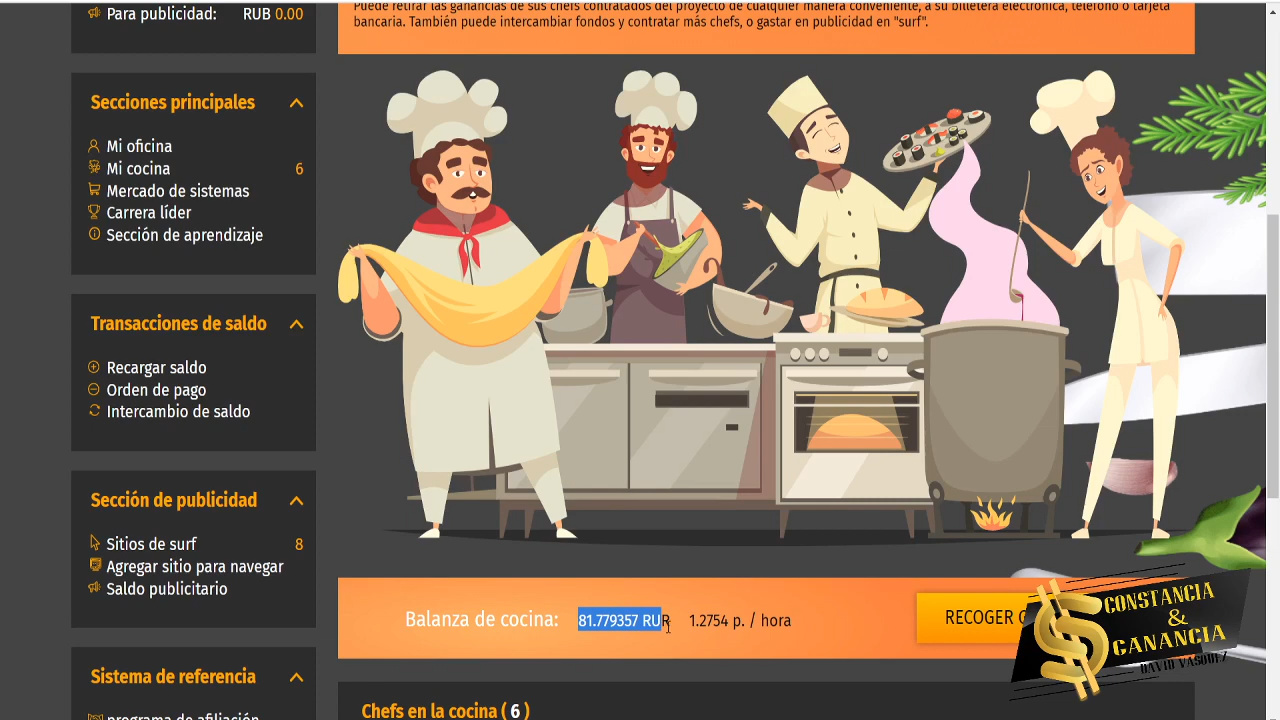 Para publicidad: RUB 0.00
Puede retirar las ganancias de sus chefs contratados del proyecto de cualquier manera conveniente, a su billetera electrónica, teléfono o tarjeta
bancaria. También puede intercambiar fondos y contratar más chefs, o gastar en publicidad en "surf".
Secciones principales
Mi oficina
Mi cocina 6
Mercado de sistemas
Carrera líder
Sección de aprendizaje
Transacciones de saldo
Recargar saldo
Orden de pago
Intercambio de saldo
Sección de publicidad
Sitios de surf 8
Agregar sitio para navegar
Saldo publicitario
Balanza de cocina: 81.779357 RUR 1.2754 p. / hora
RECOGER
CONSTANCIA
&
GANANCIA
DAVID VASQUEZ
Sistema de referencia
programa de afiliación
Chefs en la cocina ( 6 )